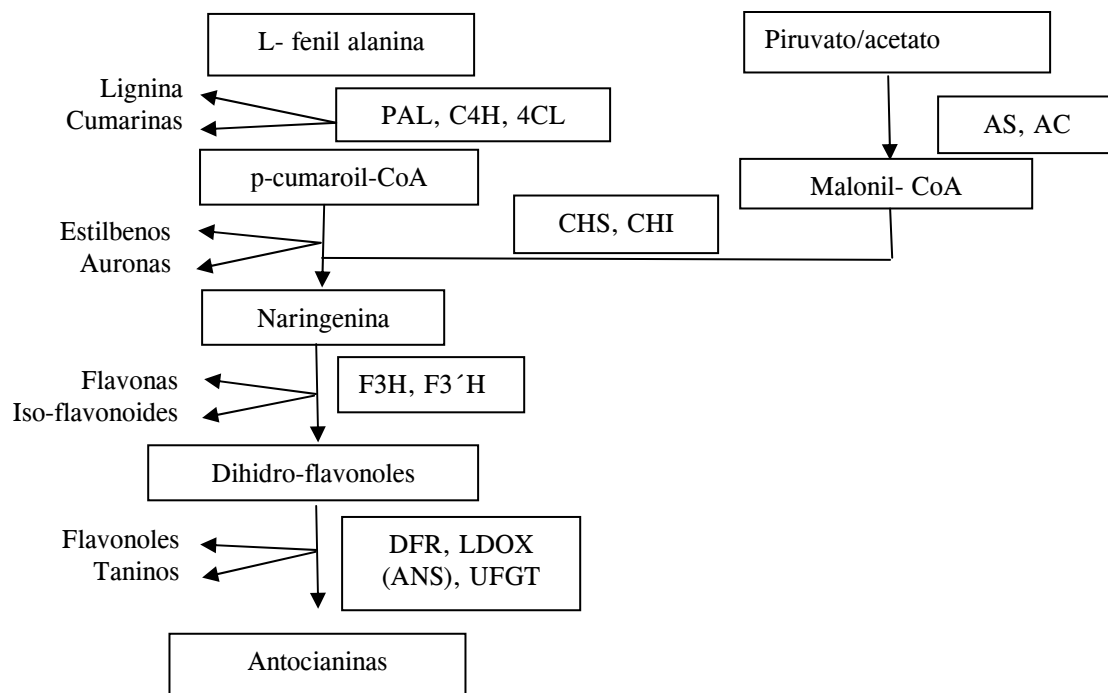 L- fenil alanina
Piruvato/acetato
Lignina
Cumarinas
PAL, C4H, 4CL
AS, AC
p-cumaroil-CoA
Malonil- CoA
CHS, CHI
Estilbenos
Auronas
Naringenina
Flavonas
Iso-flavonoides
F3H, F3´H
Dihidro-flavonoles
Flavonoles
Taninos
DFR, LDOX
(ANS), UFGT
Antocianinas